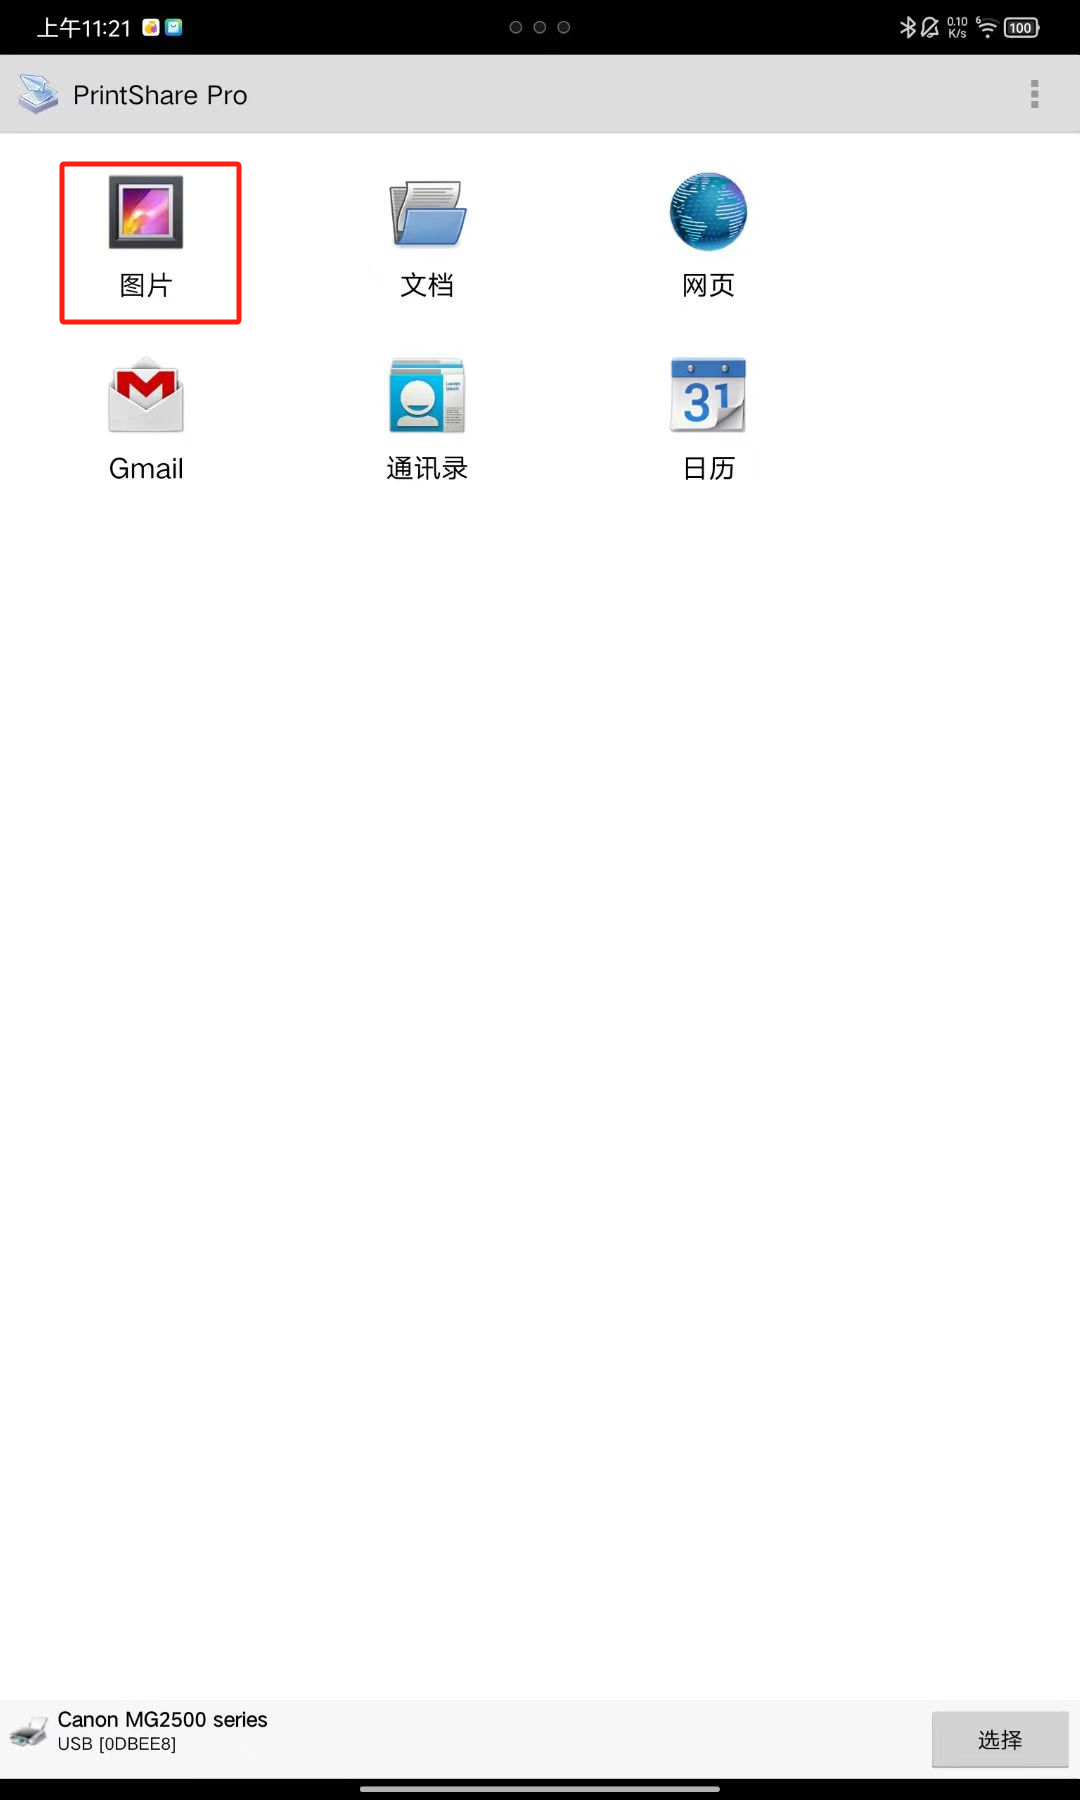 上午11:21
0.10
K/s
6
100
PrintShare Pro
图片
文档
网页
Gmail
31
通讯录
日历
Canon MG2500 series
USB [0DBEE8]
选择